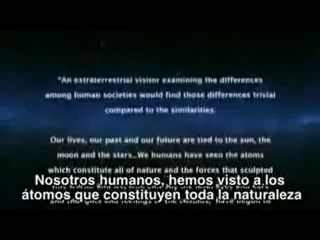 "An extraterrestrial visitor examining the differences
among human societies would find those differences trivial
compared to the similarities.
Our lives, our past and our future are tied to the sun, the
moon and the stars...We humans have seen the atoms
which constitute all of nature and the forces that sculpted
Nosotros humanos, hemos visto a los
átomos que constituyen toda la naturaleza